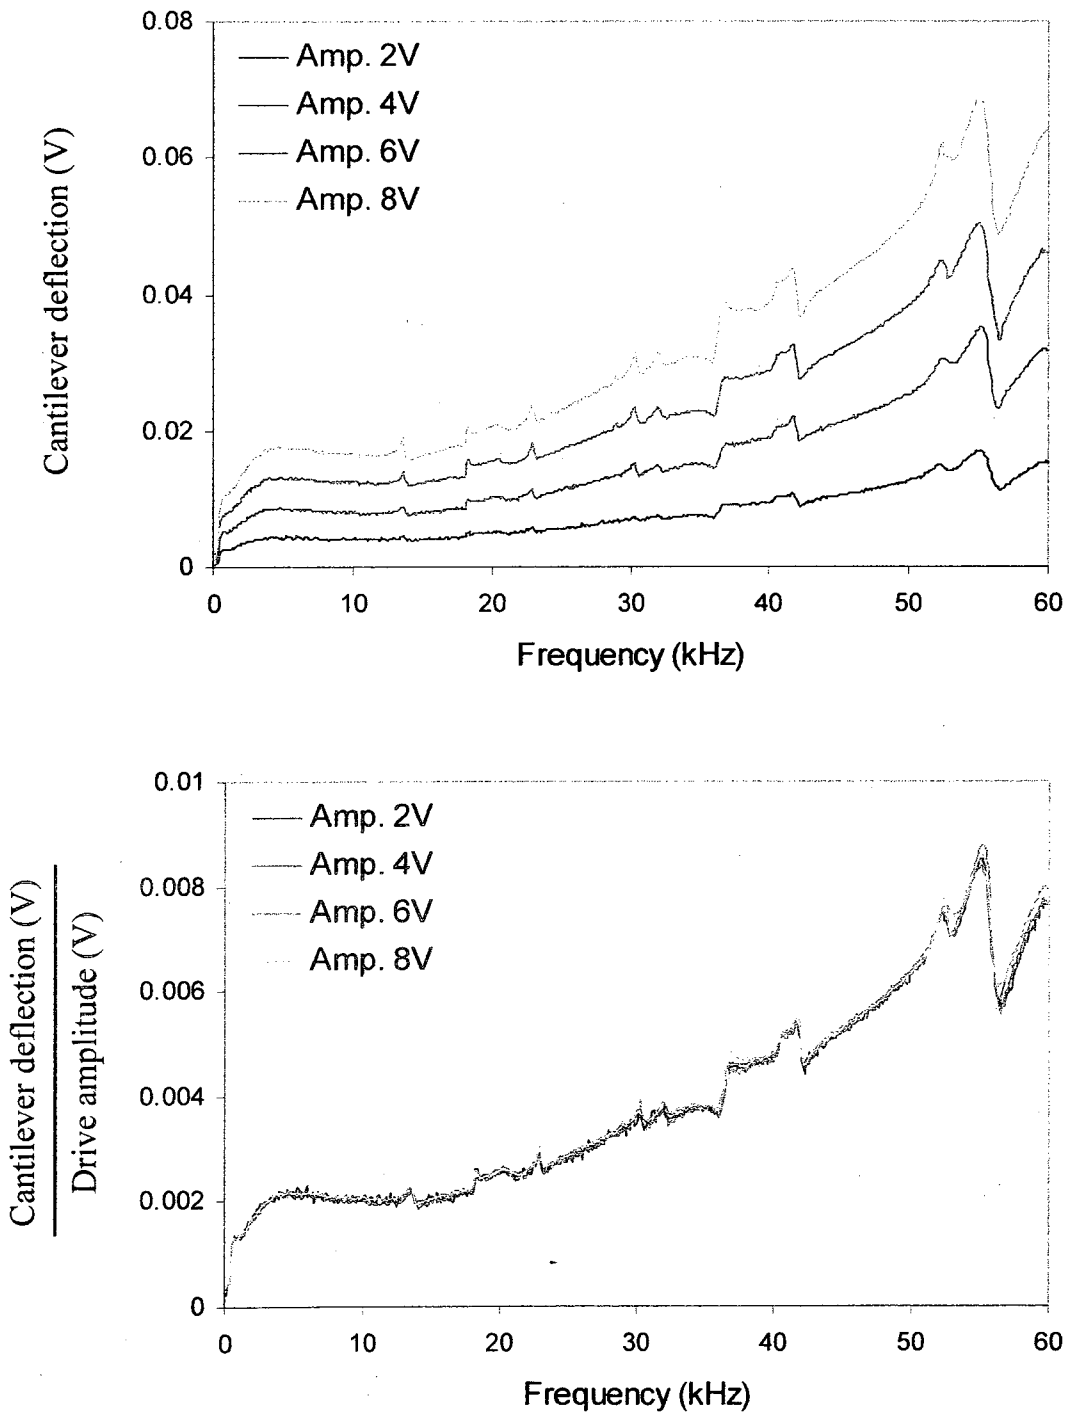 0.08
0.06
0.04
0.02
0
Cantilever deflection (V)
Amp. 2V
Amp. 4V
Amp. 6V
Amp. 8V
0 10 20 30 40 50 60
Frequency (kHz)
0.01
0.008
0.006
0.004
0.002
0
Cantilever deflection (V)
Drive amplitude (V)
Amp. 2V
Amp. 4V
Amp. 6V
Amp. 8V
0 10 20 30 40 50 60
Frequency (kHz)